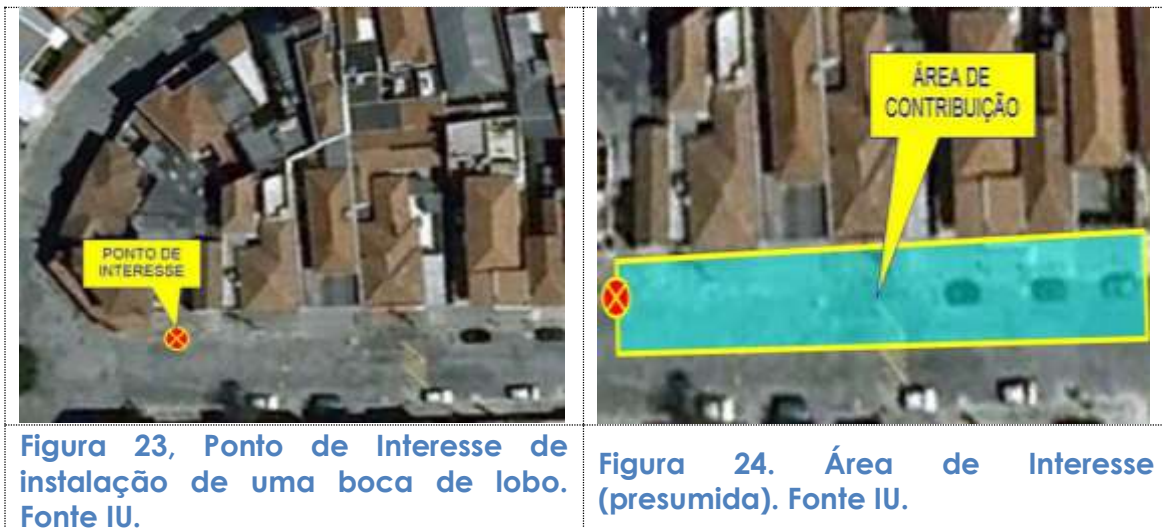 PONTO DE
INTERESSE
ÁREA DE
CONTRIBUIÇÃO
Figura 23, Ponto de Interesse de
instalação de uma boca de lobo.
Fonte IU.
Figura 24. Área de Interesse
(presumida). Fonte IU.